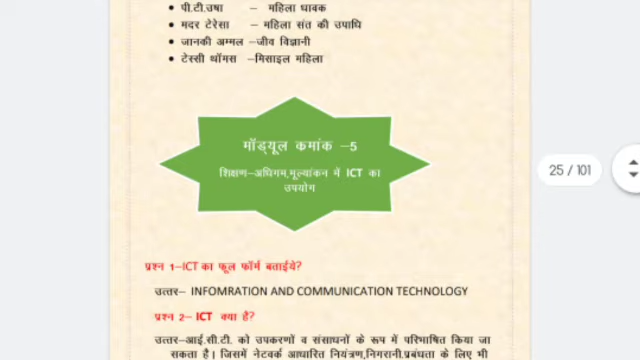 • पी.टी.उषा – महिला धावक
• मदर टेरेसा – महिला संत की उपाधि
• जानकी अम्मल –जीव विज्ञानी
• टेस्सी थॉमस –मिसाइल महिला
मॉड्यूल कमांक –5
शिक्षण–अधिगम,मूल्यांकन में ICT का
उपयोग
25 / 101
प्रश्न 1–ICT का फूल फॉर्म बताईये?
उत्तर– INFOMRATION AND COMMUNICATION TECHNOLOGY
प्रश्न 2– ICT क्या है?
उत्तर–आई.सी.टी. को उपकरणों व संसाधनों के रूप में परिभाषित किया जा
सकता है। जिसमें नेटवर्क आधारित नियंत्रण,निगरानी,प्रबंधता के लिए भी